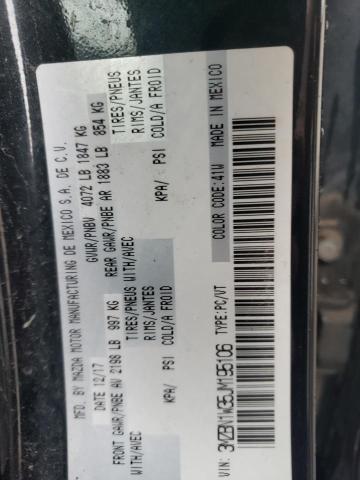 MFD. BY MAZDA MOTOR MANUFACTURING DE MEXICO S.A. DE C.V.
DATE 12/17 GVWR/PNBV 4072 LB 1847 KG
FRONT GAWR/PNBE AV 2198 LB 997 KG REAR GAWR/PNBE AR 1883 LB 854 KG
WITH/AVEC TIRES/PNEUS WITH/AVEC TIRES/PNEUS
RIMS/JANTES RIMS/JANTES
KPA/ PSI COLD/A FROID KPA/ PSI COLD/A FROID
VIN: 3MZBN1W35JM195106 TYPE:PC/VT COLOR CODE:41W MADE IN MEXICO